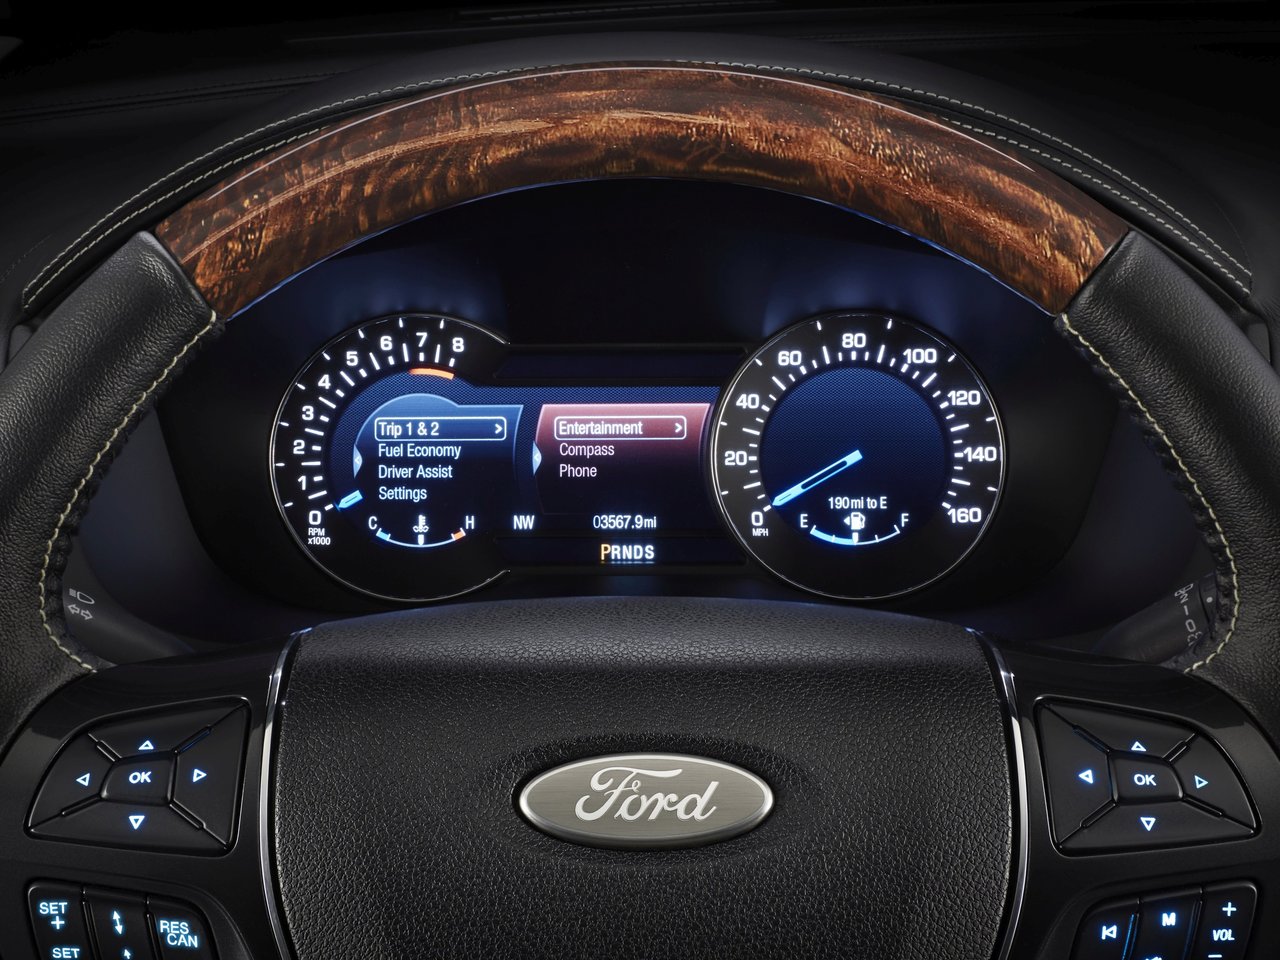 8
7
6
5
4
3
2
1
0
RPM
x1000
Trip 1 & 2 >
Fuel Economy
Driver Assist
Settings
C H
NW
Entertainment >
Compass
Phone
03567.9mi
PRNDS
0
20
40
60
80
100
120
140
160
MPH
190mi to E
E F
Ford
OK
OK
SET
+
SET
RES
CAN
M
+
VOL
−